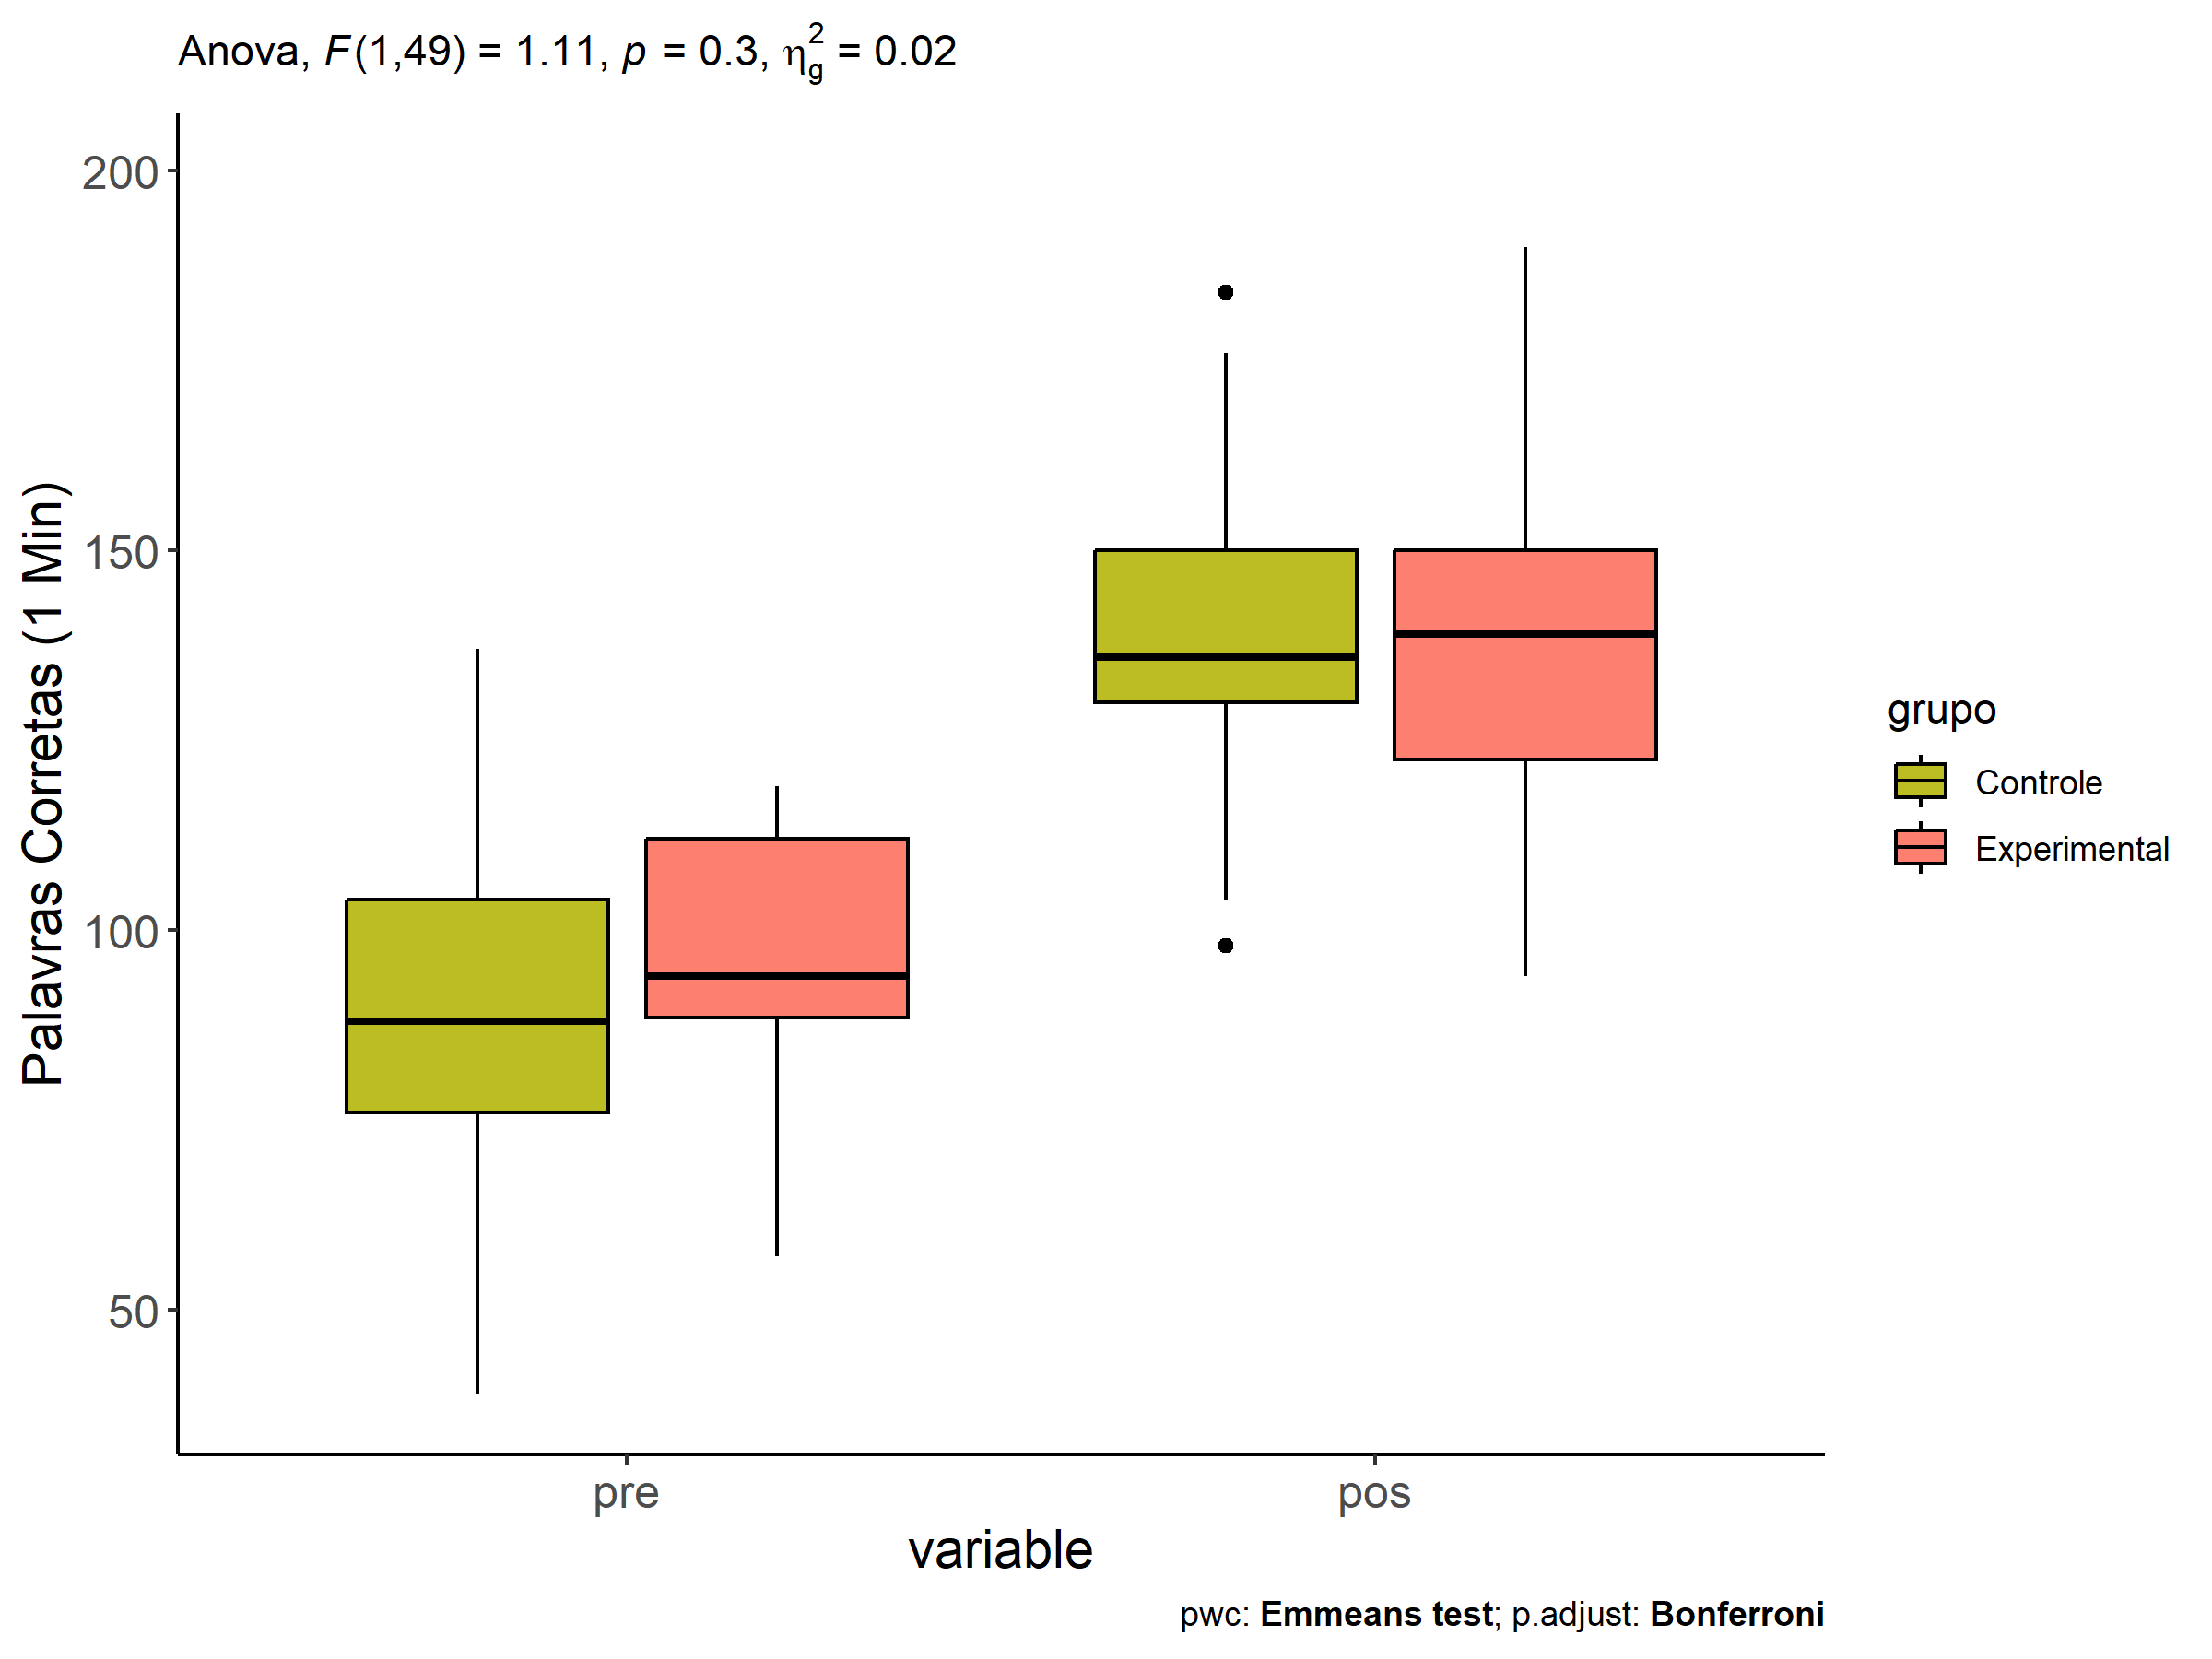 Anova, F(1,49) = 1.11, p = 0.3, η²g = 0.02
Palavras Corretas (1 Min)
200
150
100
50
pre
pos
variable
grupo
Controle
Experimental
pwc: Emmeans test; p.adjust: Bonferroni